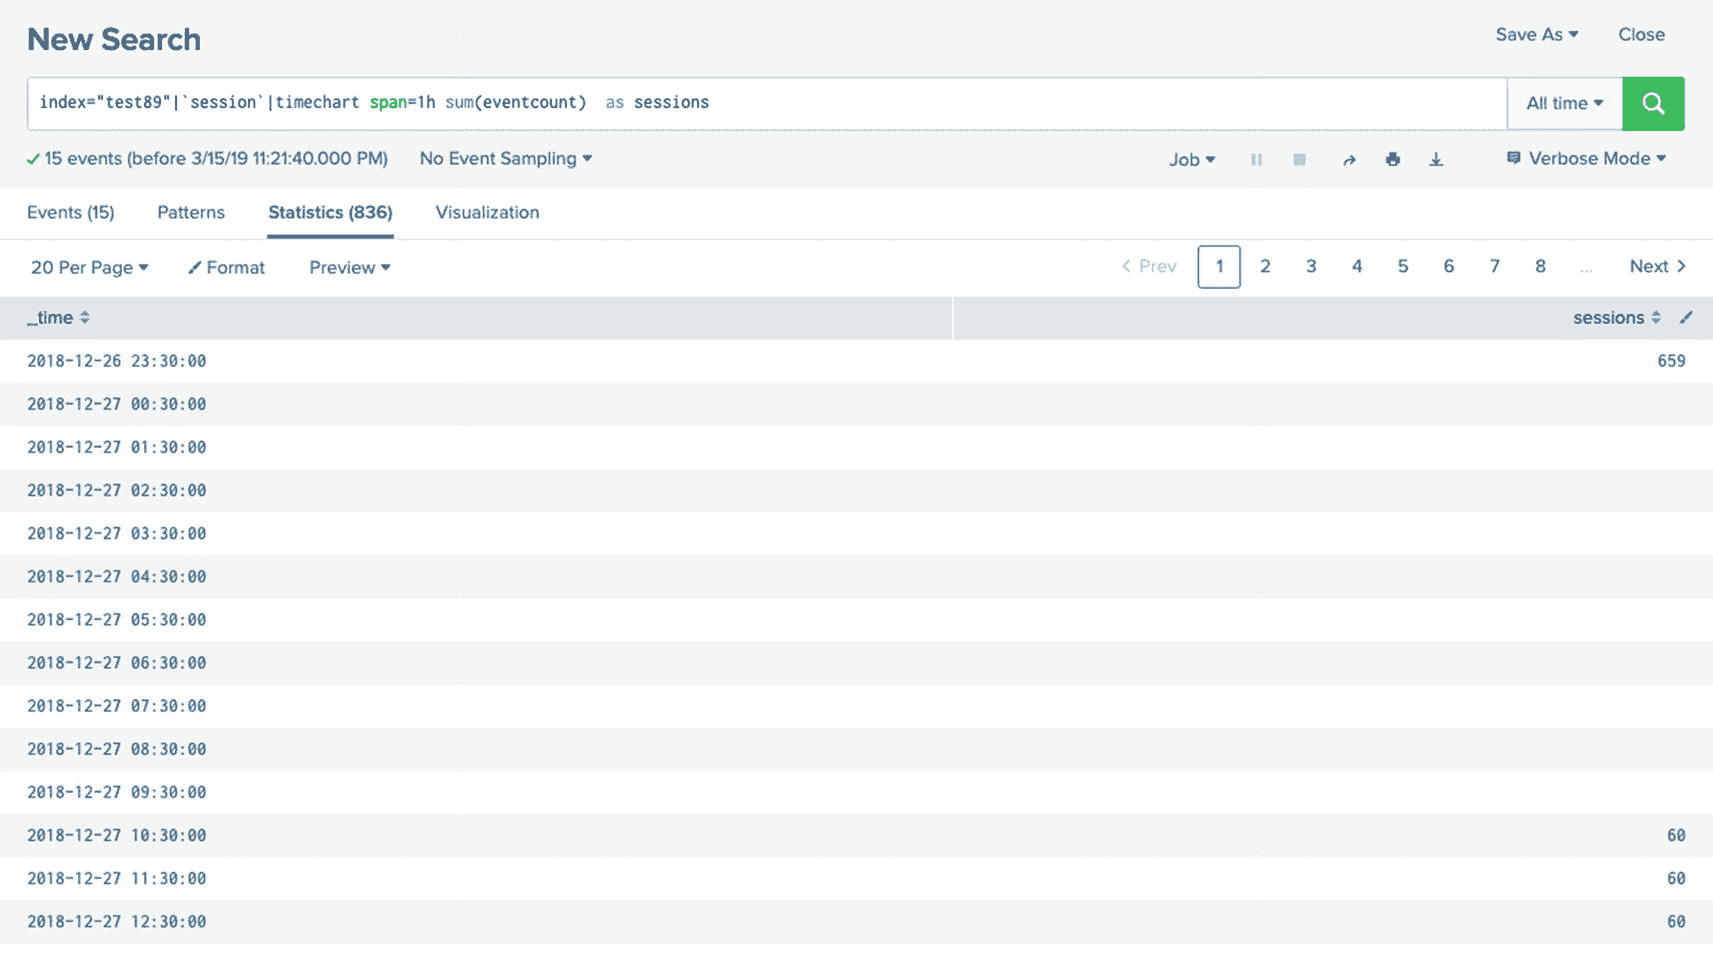 New Search
Save As Close
index="test89"|`session`|timechart span=1h sum(eventcount) as sessions
All time
15 events (before 3/15/19 11:21:40.000 PM) No Event Sampling
Job Verbose Mode
Events (15) Patterns Statistics (836) Visualization
20 Per Page Format Preview
Prev 1 2 3 4 5 6 7 8 ... Next
_time sessions
2018-12-26 23:30:00 659
2018-12-27 00:30:00
2018-12-27 01:30:00
2018-12-27 02:30:00
2018-12-27 03:30:00
2018-12-27 04:30:00
2018-12-27 05:30:00
2018-12-27 06:30:00
2018-12-27 07:30:00
2018-12-27 08:30:00
2018-12-27 09:30:00
2018-12-27 10:30:00 60
2018-12-27 11:30:00 60
2018-12-27 12:30:00 60